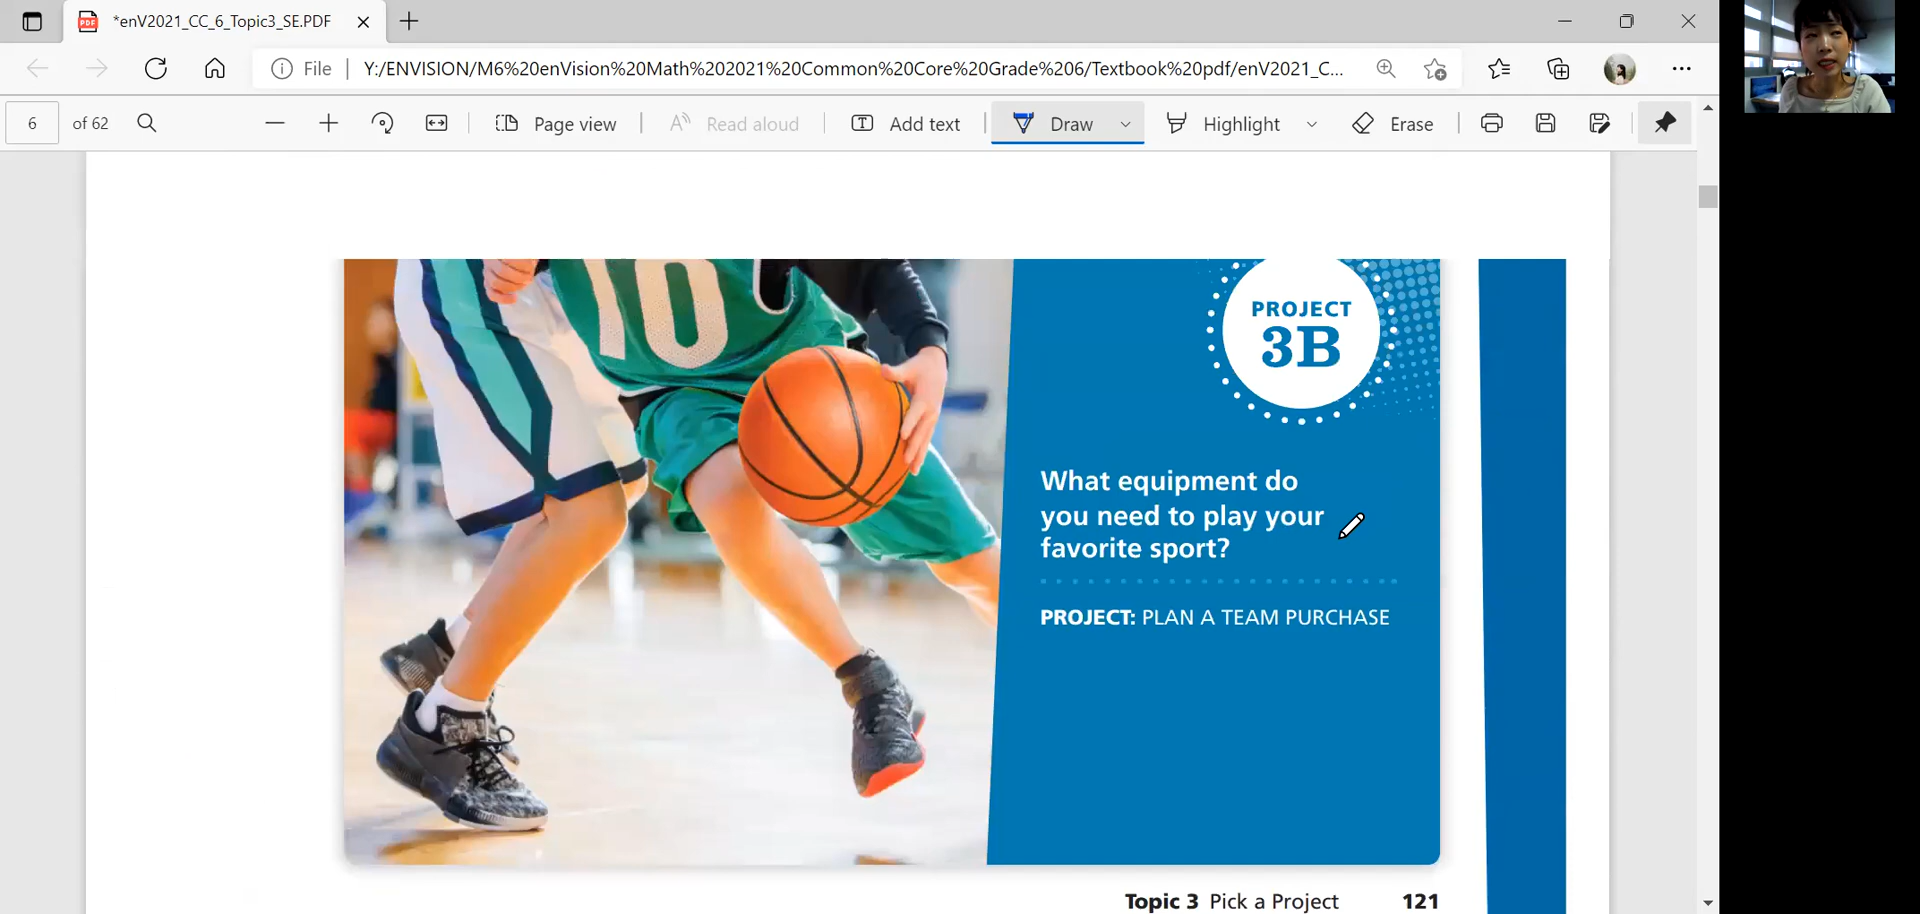 *enV2021_CC_6_Topic3_SE.PDF
File
Y:/ENVISION/M6%20enVision%20Math%202021%20Common%20Core%20Grade%206/Textbook%20pdf/enV2021_C...
6 of 62
Page view
Read aloud
Add text
Draw
Highlight
Erase
10
PROJECT
3B
What equipment do
you need to play your
favorite sport?
PROJECT: PLAN A TEAM PURCHASE
Topic 3 Pick a Project 121